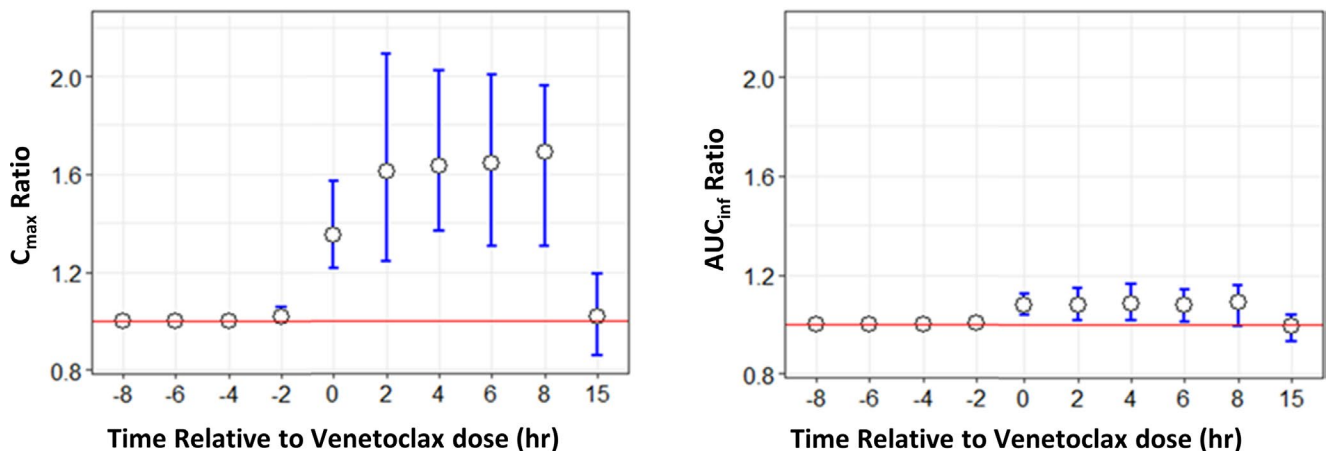 Cmax Ratio
2.0
1.6
1.2
0.8
-8 -6 -4 -2 0 2 4 6 8 15
Time Relative to Venetoclax dose (hr)
AUCinf Ratio
2.0
1.6
1.2
0.8
-8 -6 -4 -2 0 2 4 6 8 15
Time Relative to Venetoclax dose (hr)